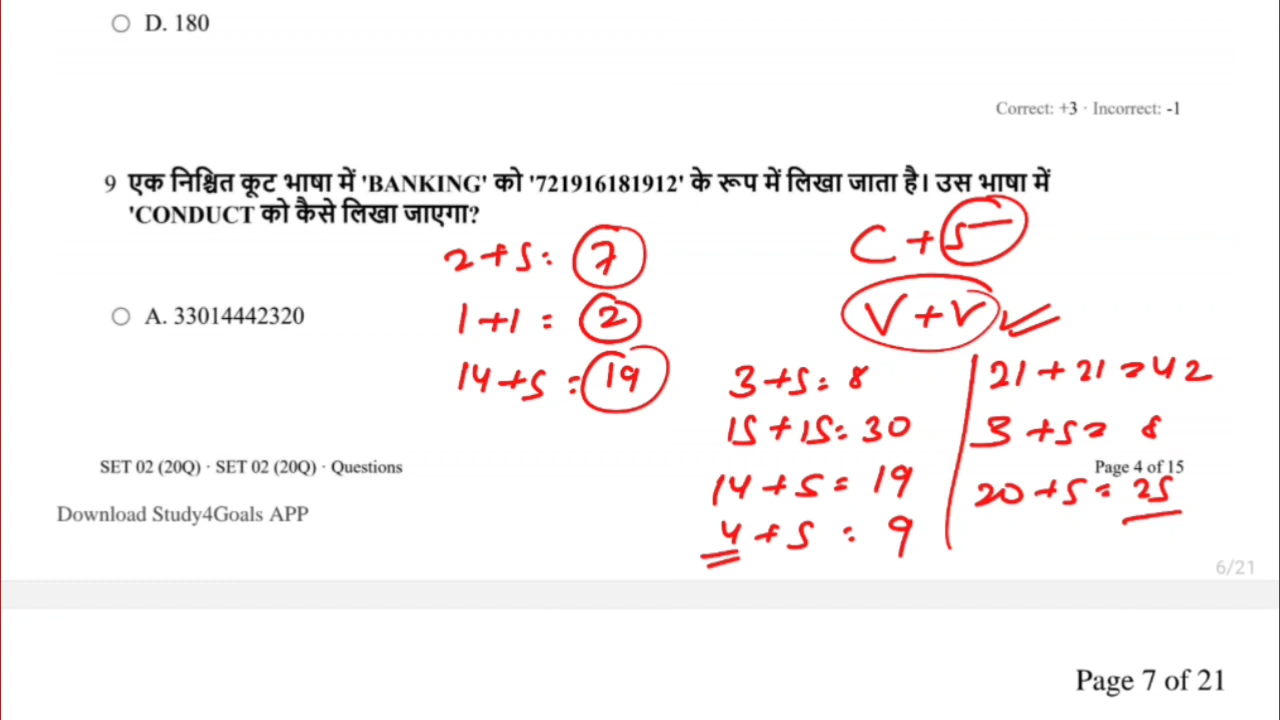 D. 180
Correct: +3 · Incorrect: -1
9 एक निश्चित कूट भाषा में 'BANKING' को '721916181912' के रूप में लिखा जाता है। उस भाषा में
'CONDUCT को कैसे लिखा जाएगा?
C + 5
2 + 5 = 7
V + V
A. 33014442320
1 + 1 = 2
14 + 5 = 19
3 + 5 = 8
15 + 15 = 30
14 + 5 = 19
4 + 5 = 9
21 + 21 = 42
3 + 5 = 8
20 + 5 = 25
SET 02 (20Q) · SET 02 (20Q) · Questions
Page 4 of 15
Download Study4Goals APP
6/21
Page 7 of 21